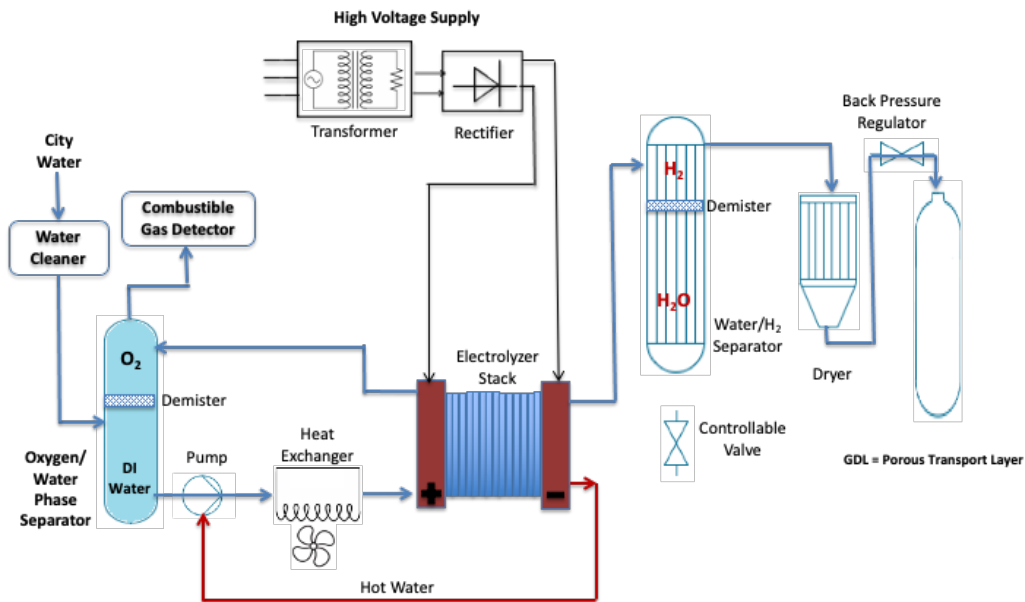 High Voltage Supply
Transformer
Rectifier
City
Water
Water
Cleaner
Combustible
Gas Detector
O₂
Demister
DI
Water
Oxygen/
Water
Phase
Separator
Pump
Heat
Exchanger
Hot Water
Electrolyzer
Stack
+
-
H₂
Demister
H₂O
Water/H₂
Separator
Controllable
Valve
Dryer
Back Pressure
Regulator
GDL = Porous Transport Layer